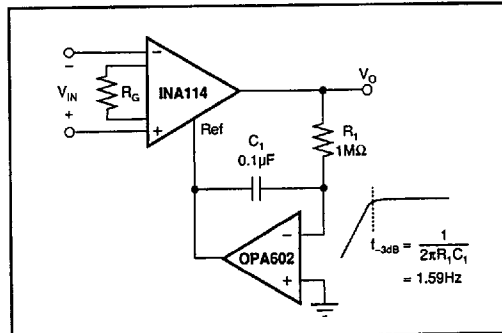 −
V_IN
+
R_G
−
INA114
+
Ref
V_O
C_1
0.1µF
R_1
1MΩ
−
OPA602
+
f_−3dB = 1 / 2πR_1C_1
= 1.59Hz